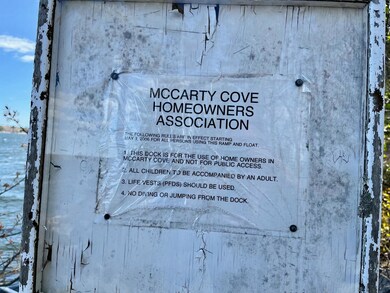 MCCARTY COVE
HOMEOWNERS
ASSOCIATION
THE FOLLOWING RULES ARE IN EFFECT STARTING
MAY 1, 2006 FOR ALL PERSONS USING THIS RAMP AND FLOAT
1. THIS DOCK IS FOR THE USE OF HOME OWNERS IN
MCCARTY COVE AND NOT FOR PUBLIC ACCESS.
2. ALL CHILDREN TO BE ACCOMPANIED BY AN ADULT.
3. LIFE VESTS (PFDS) SHOULD BE USED.
4. NO DIVING OR JUMPING FROM THE DOCK.